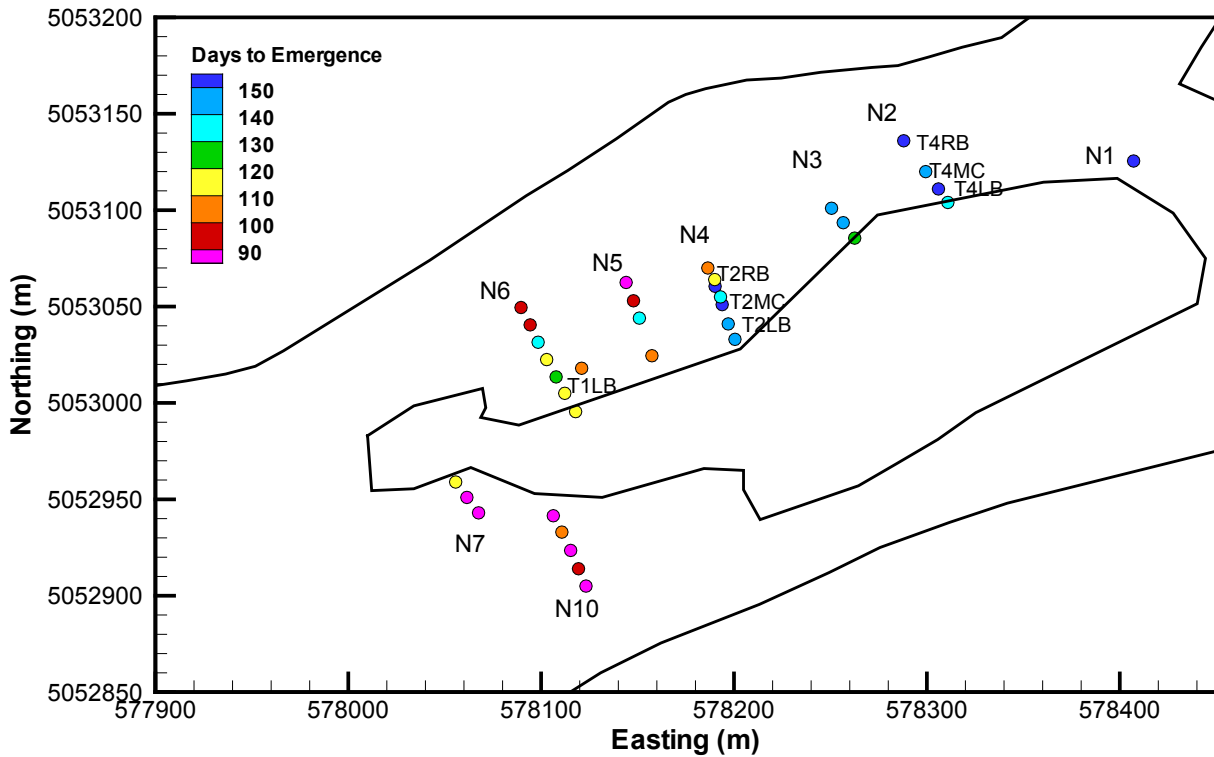 5053200
Days to Emergence
150
140
130
120
110
100
90
5053150
5053100
5053050
5053000
5052950
5052900
5052850
Northing (m)
N2
T4RB
N3
T4MC
N1
T4LB
N4
N5
T2RB
N6
T2MC
T2LB
T1LB
N7
N10
577900
578000
578100
578200
578300
578400
Easting (m)